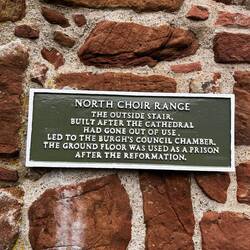 NORTH CHOIR RANGE
THE OUTSIDE STAIR,
BUILT AFTER THE CATHEDRAL
HAD GONE OUT OF USE,
LED TO THE BURGH'S COUNCIL CHAMBER,
THE GROUND FLOOR WAS USED AS A PRISON
AFTER THE REFORMATION.